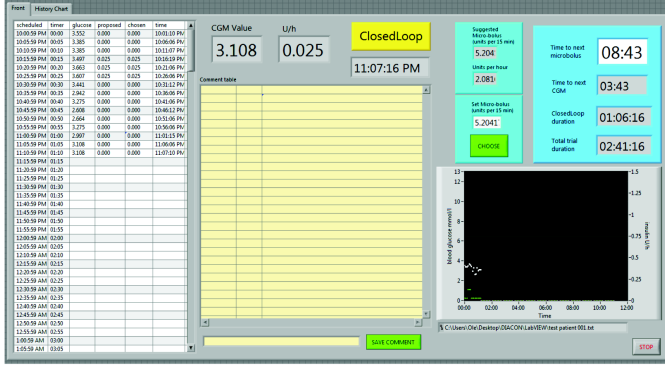 Front History Chart
scheduled timer glucose proposed chosen time
10:00:59 PM 00:00 3.552 0.000 0.000 10:01:10 PM
10:05:59 PM 00:05 3.385 0.000 0.000 10:06:06 PM
10:10:59 PM 00:10 3.385 0.000 0.000 10:11:07 PM
10:15:59 PM 00:15 3.497 0.025 0.025 10:16:19 PM
10:20:59 PM 00:20 3.663 0.025 0.025 10:21:06 PM
10:25:59 PM 00:25 3.607 0.025 0.025 10:26:06 PM
10:30:59 PM 00:30 3.441 0.000 0.000 10:31:12 PM
10:35:59 PM 00:35 2.942 0.000 0.000 10:36:06 PM
10:40:59 PM 00:40 3.275 0.000 0.000 10:41:06 PM
10:45:59 PM 00:45 2.608 0.000 0.000 10:46:12 PM
10:50:59 PM 00:50 2.664 0.000 0.000 10:51:06 PM
10:55:59 PM 00:55 3.275 0.000 0.000 10:56:06 PM
11:00:59 PM 01:00 2.997 0.000 0.000 11:01:15 PM
11:05:59 PM 01:05 3.108 0.000 0.000 11:06:06 PM
11:10:59 PM 01:10 3.108 0.000 0.000 11:07:10 PM
11:15:59 PM 01:15
11:20:59 PM 01:20
11:25:59 PM 01:25
11:30:59 PM 01:30
11:35:59 PM 01:35
11:40:59 PM 01:40
11:45:59 PM 01:45
11:50:59 PM 01:50
11:55:59 PM 01:55
12:00:59 AM 02:00
12:05:59 AM 02:05
12:10:59 AM 02:10
12:15:59 AM 02:15
12:20:59 AM 02:20
12:25:59 AM 02:25
12:30:59 AM 02:30
12:35:59 AM 02:35
12:40:59 AM 02:40
12:45:59 AM 02:45
12:50:59 AM 02:50
12:55:59 AM 02:55
1:00:59 AM 03:00
1:05:59 AM 03:05
CGM Value U/h
3.108 0.025
ClosedLoop
11:07:16 PM
Comment table
SAVE COMMENT
Suggested
Micro-bolus
(units per 15 min)
5.204
Units per hour
2.081
Set Micro-bolus
(units per 15 min)
5.2041
CHOOSE
Time to next
microbolus
08:43
Time to next
CGM
03:43
ClosedLoop
duration
01:06:16
Total trial
duration
02:41:16
blood glucose mmol/l
13
12
10
8
6
4
2
0
00:00 02:00 04:00 06:00 08:00 10:00 12:00
Time
1.5
1.25
1
0.75
0.5
0.25
0
insulin U/h
C:\Users\Ole\Desktop\DIACON\LabVIEW\test patient 001.txt
STOP